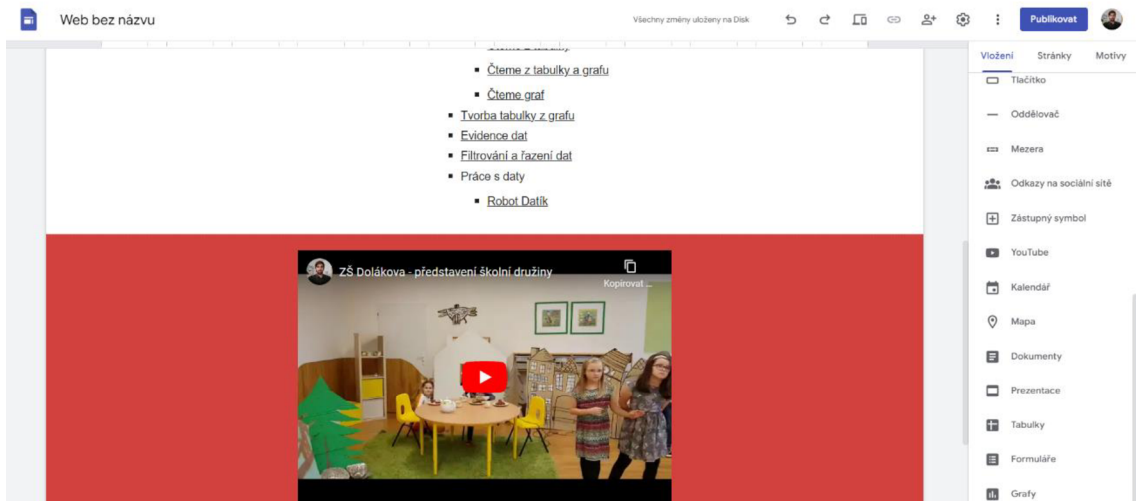 Web bez názvu
Všechny změny uloženy na Disk
Publikovat
Vložení
Stránky
Motivy
Čteme z tabulky a grafu
Čteme graf
Tvorba tabulky z grafu
Evidence dat
Filtrování a řazení dat
Práce s daty
Robot Datík
ZŠ Dolákova - představení školní družiny
Kopírovat ...
Tlačítko
Oddělovač
Mezera
Odkazy na sociální sítě
Zástupný symbol
YouTube
Kalendář
Mapa
Dokumenty
Prezentace
Tabulky
Formuláře
Grafy